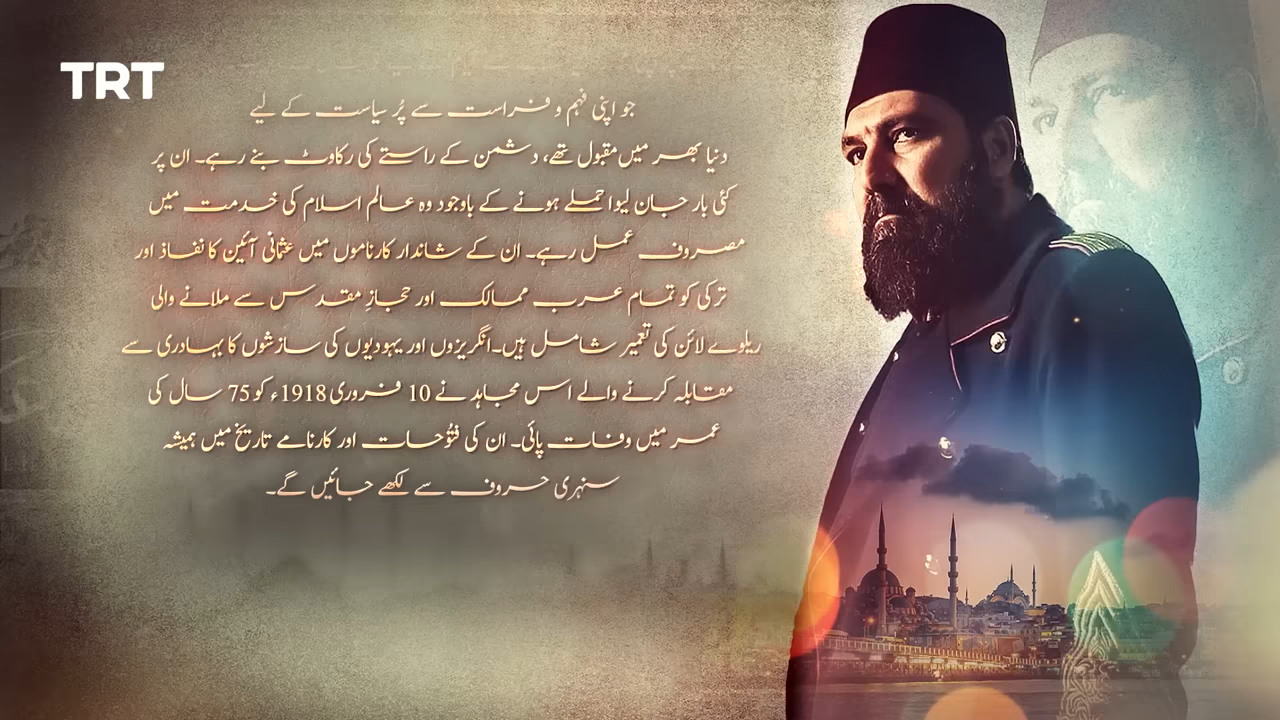 TRT
جو اپنی فہم و فراست سے پُر سیاست کے لیے
دنیا بھر میں مقبول تھے، دشمن کے راستے کی رکاوٹ بنے رہے۔ ان پر
کئی بار جان لیوا حملے ہونے کے باوجود وہ عالم اسلام کی خدمت میں
مصروف عمل رہے۔ ان کے شاندار کارناموں میں عثمانی آئین کا نفاذ اور
ترکی کو تمام عرب ممالک اور حجازِ مقدس سے ملانے والی
ریلوے لائن کی تعمیر شامل ہیں۔انگریزوں اور یہودیوں کی سازشوں کا بہادری سے
مقابلہ کرنے والے اس مجاہد نے 10 فروری 1918ء کو 75 سال کی
عمر میں وفات پائی۔ ان کی فتُوحات اور کارنامے تاریخ میں ہمیشہ
سنہری حروف سے لکھے جائیں گے۔